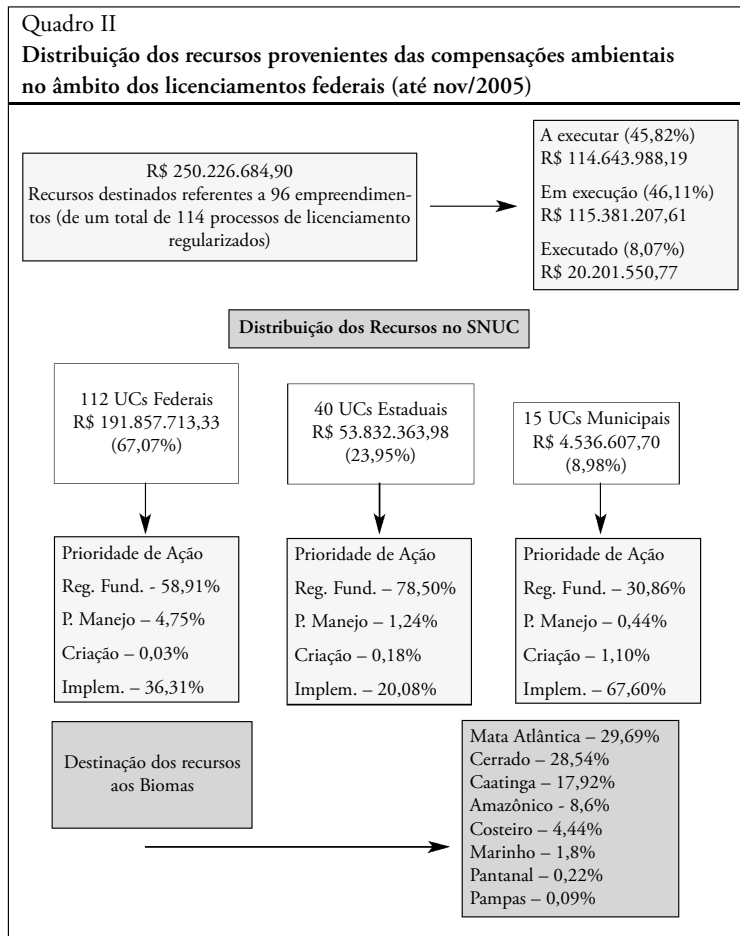 Quadro II
Distribuição dos recursos provenientes das compensações ambientais
no âmbito dos licenciamentos federais (até nov/2005)
R$ 250.226.684,90
Recursos destinados referentes a 96 empreendimen-
tos (de um total de 114 processos de licenciamento
regularizados)
A executar (45,82%)
R$ 114.643.988,19
Em execução (46,11%)
R$ 115.381.207,61
Executado (8,07%)
R$ 20.201.550,77
Distribuição dos Recursos no SNUC
112 UCs Federais
R$ 191.857.713,33
(67,07%)
40 UCs Estaduais
R$ 53.832.363,98
(23,95%)
15 UCs Municipais
R$ 4.536.607,70
(8,98%)
Prioridade de Ação
Reg. Fund. - 58,91%
P. Manejo – 4,75%
Criação – 0,03%
Implem. – 36,31%
Prioridade de Ação
Reg. Fund. – 78,50%
P. Manejo – 1,24%
Criação – 0,18%
Implem. – 20,08%
Prioridade de Ação
Reg. Fund. – 30,86%
P. Manejo – 0,44%
Criação – 1,10%
Implem. – 67,60%
Destinação dos recursos
aos Biomas
Mata Atlântica – 29,69%
Cerrado – 28,54%
Caatinga – 17,92%
Amazônico - 8,6%
Costeiro – 4,44%
Marinho – 1,8%
Pantanal – 0,22%
Pampas – 0,09%